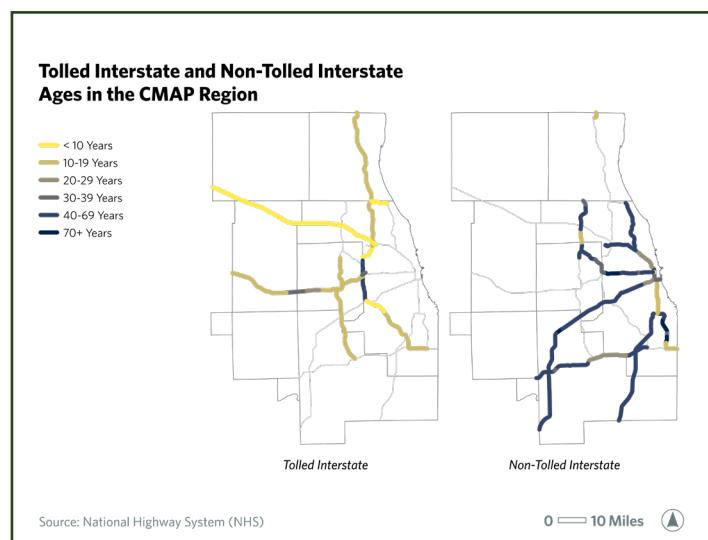 Tolled Interstate and Non-Tolled Interstate
Ages in the CMAP Region
< 10 Years
10-19 Years
20-29 Years
30-39 Years
40-69 Years
70+ Years
Tolled Interstate
Non-Tolled Interstate
Source: National Highway System (NHS)
0 10 Miles